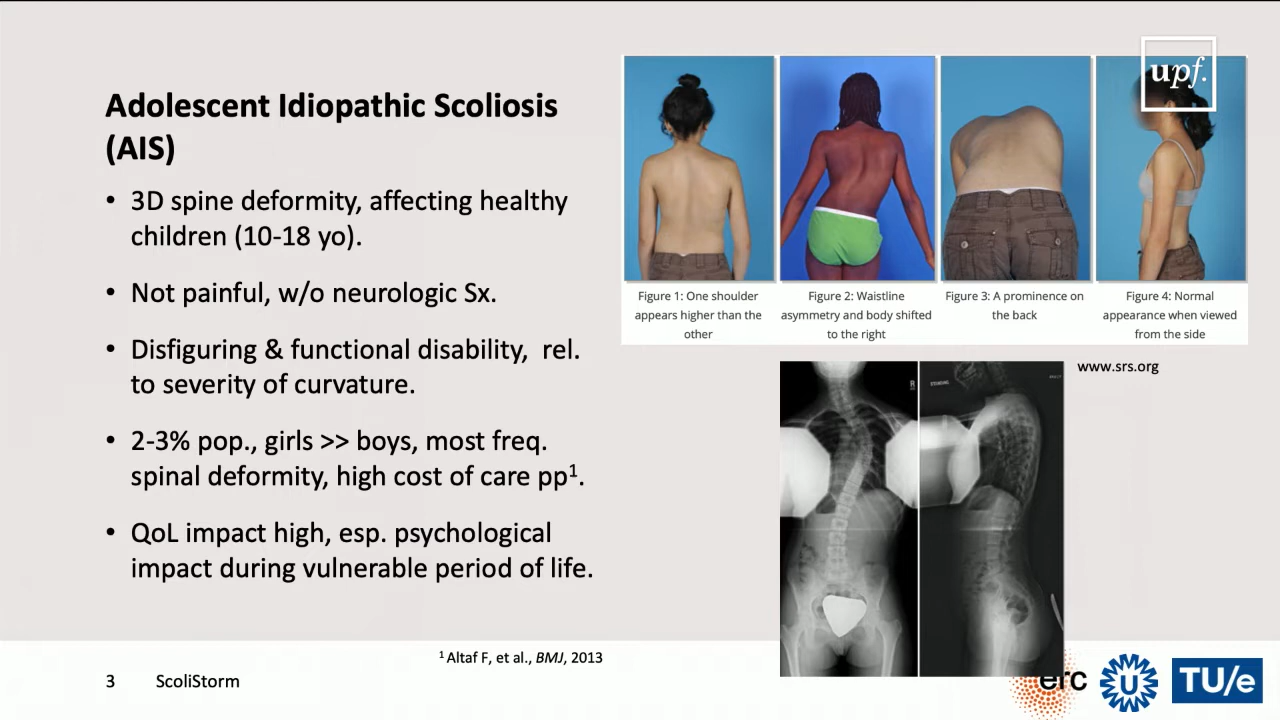 Adolescent Idiopathic Scoliosis
(AIS)
• 3D spine deformity, affecting healthy
children (10-18 yo).
• Not painful, w/o neurologic Sx.
• Disfiguring & functional disability, rel.
to severity of curvature.
• 2-3% pop., girls >> boys, most freq.
spinal deformity, high cost of care pp¹.
• QoL impact high, esp. psychological
impact during vulnerable period of life.
upf.
Figure 1: One shoulder
appears higher than the
other
Figure 2: Waistline
asymmetry and body shifted
to the right
Figure 3: A prominence on
the back
Figure 4: Normal
appearance when viewed
from the side
www.srs.org
R
STANDING
¹ Altaf F, et al., BMJ, 2013
3 ScoliStorm
erc
U
TU/e